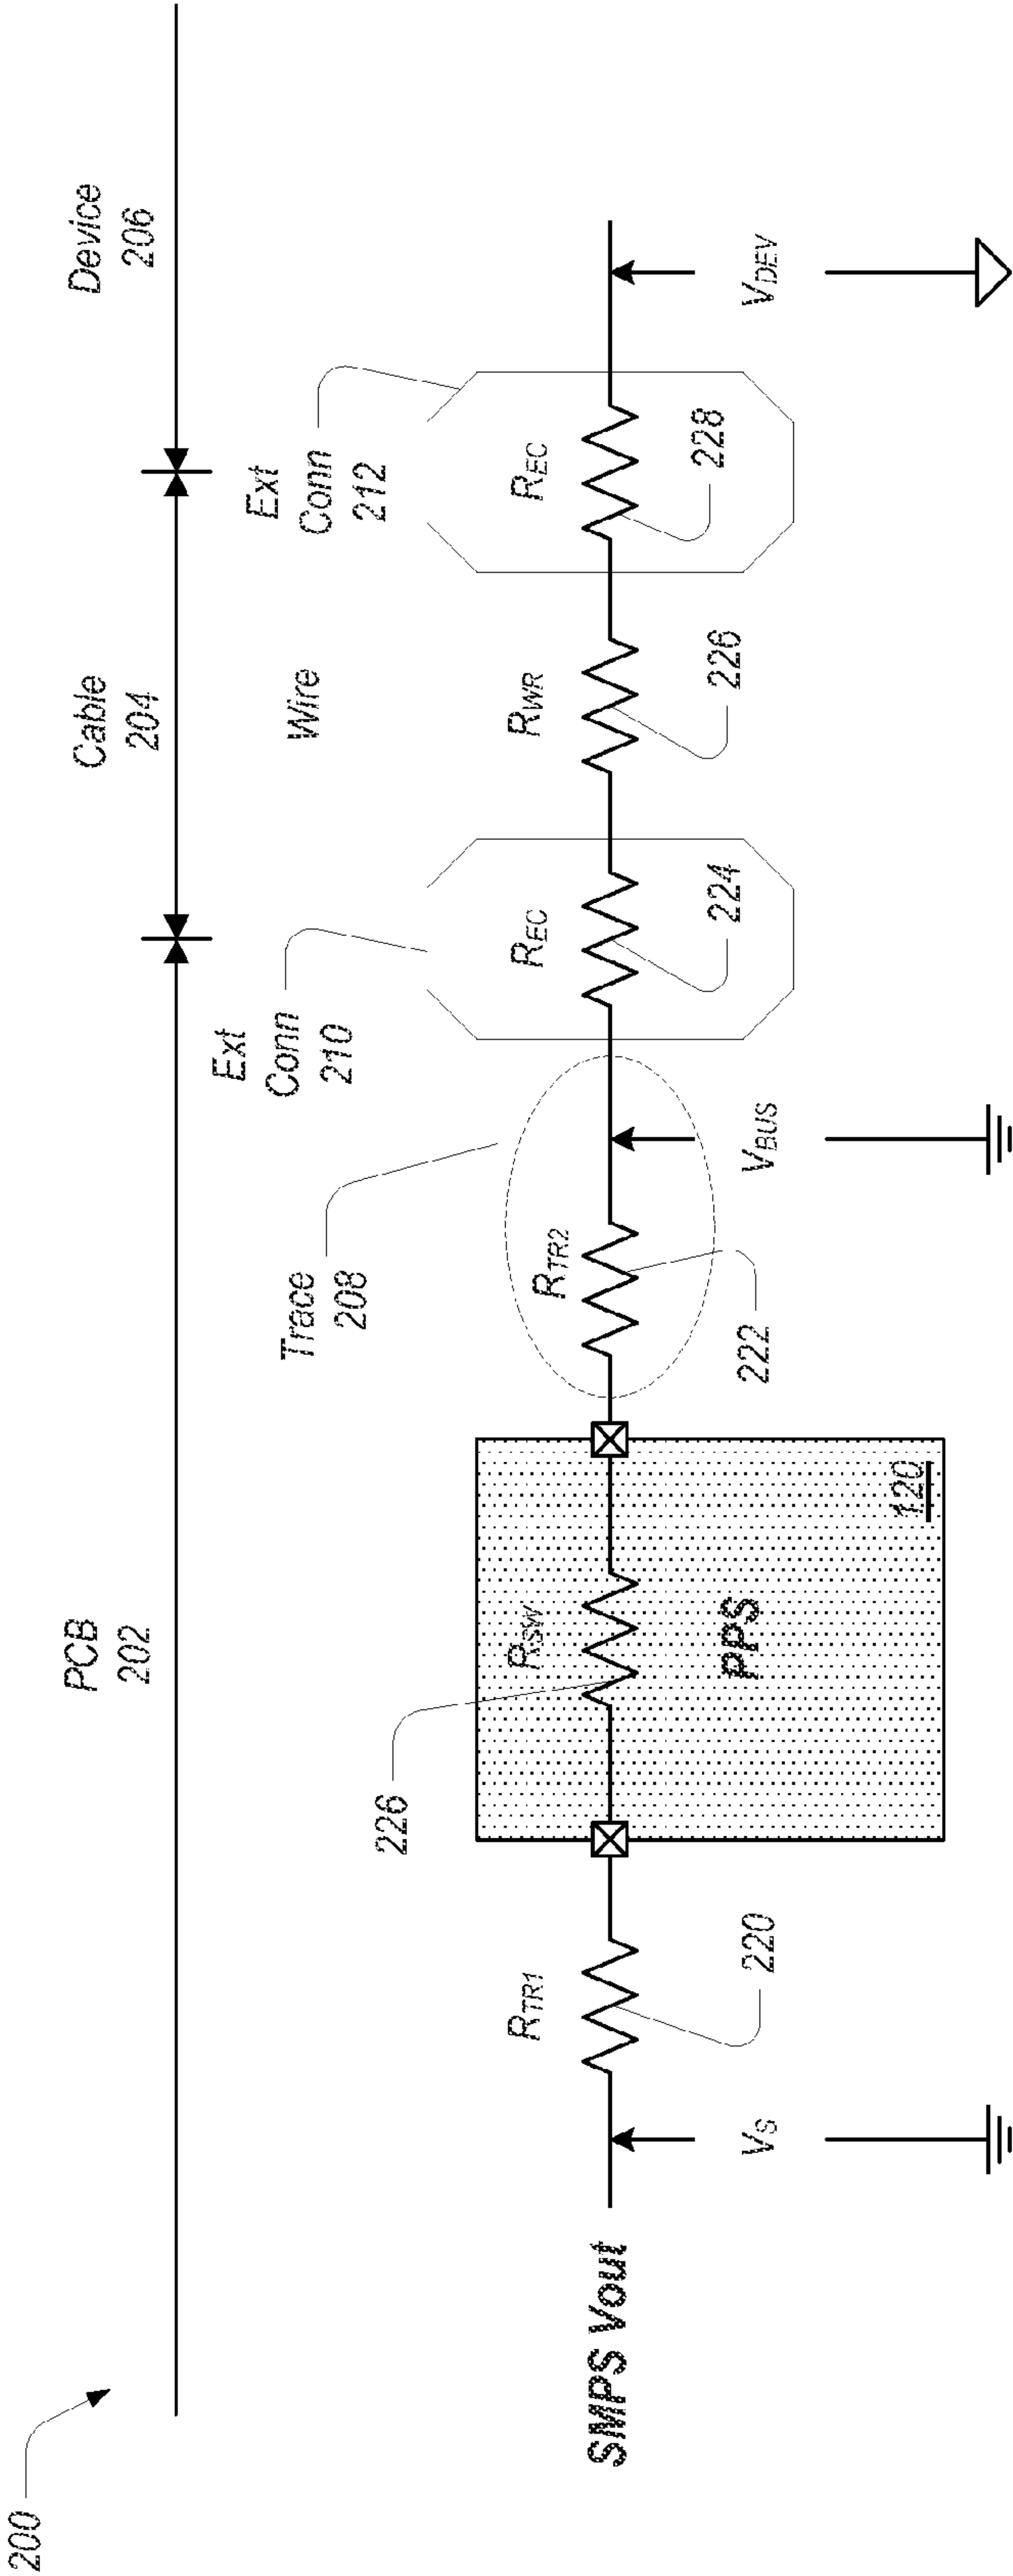 200
PCB
202
Cable
204
Device
206
Trace
208
Ext
Conn
210
Wire
Ext
Conn
212
226
SMPS Vout
RTR1
RSW
RTR2
REC
RWR
REC
VS
220
PPS
120
222
VBUS
224
226
228
VDEV